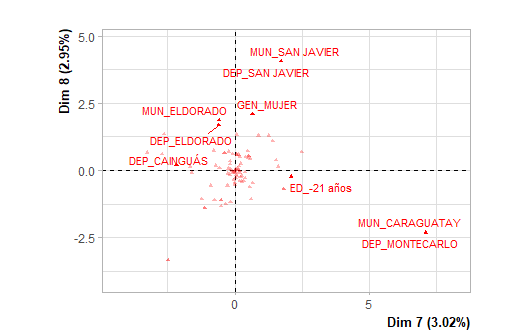 5.0
MUN_SAN JAVIER
DEP_SAN JAVIER
Dim 8 (2.95%)
2.5
MUN_ELDORADO
GEN_MUJER
DEP_ELDORADO
DEP_CAINGUÁS
0.0
ED_-21 años
MUN_CARAGUATAY
-2.5
DEP_MONTECARLO
0
5
Dim 7 (3.02%)